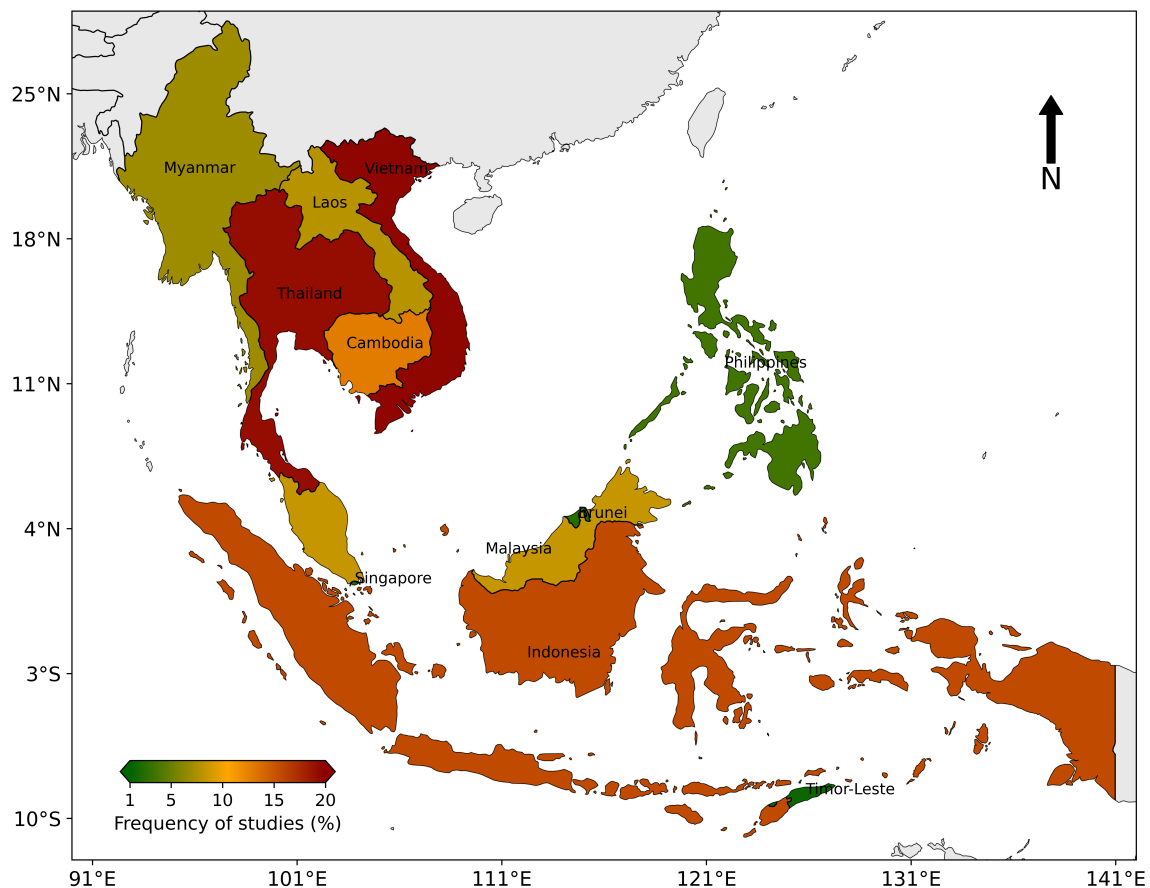 25°N
18°N
11°N
4°N
3°S
10°S
N
Myanmar
Vietnam
Laos
Thailand
Cambodia
Philippines
Brunei
Malaysia
Singapore
Indonesia
Timor-Leste
1 5 10 15 20
Frequency of studies (%)
91°E 101°E 111°E 121°E 131°E 141°E